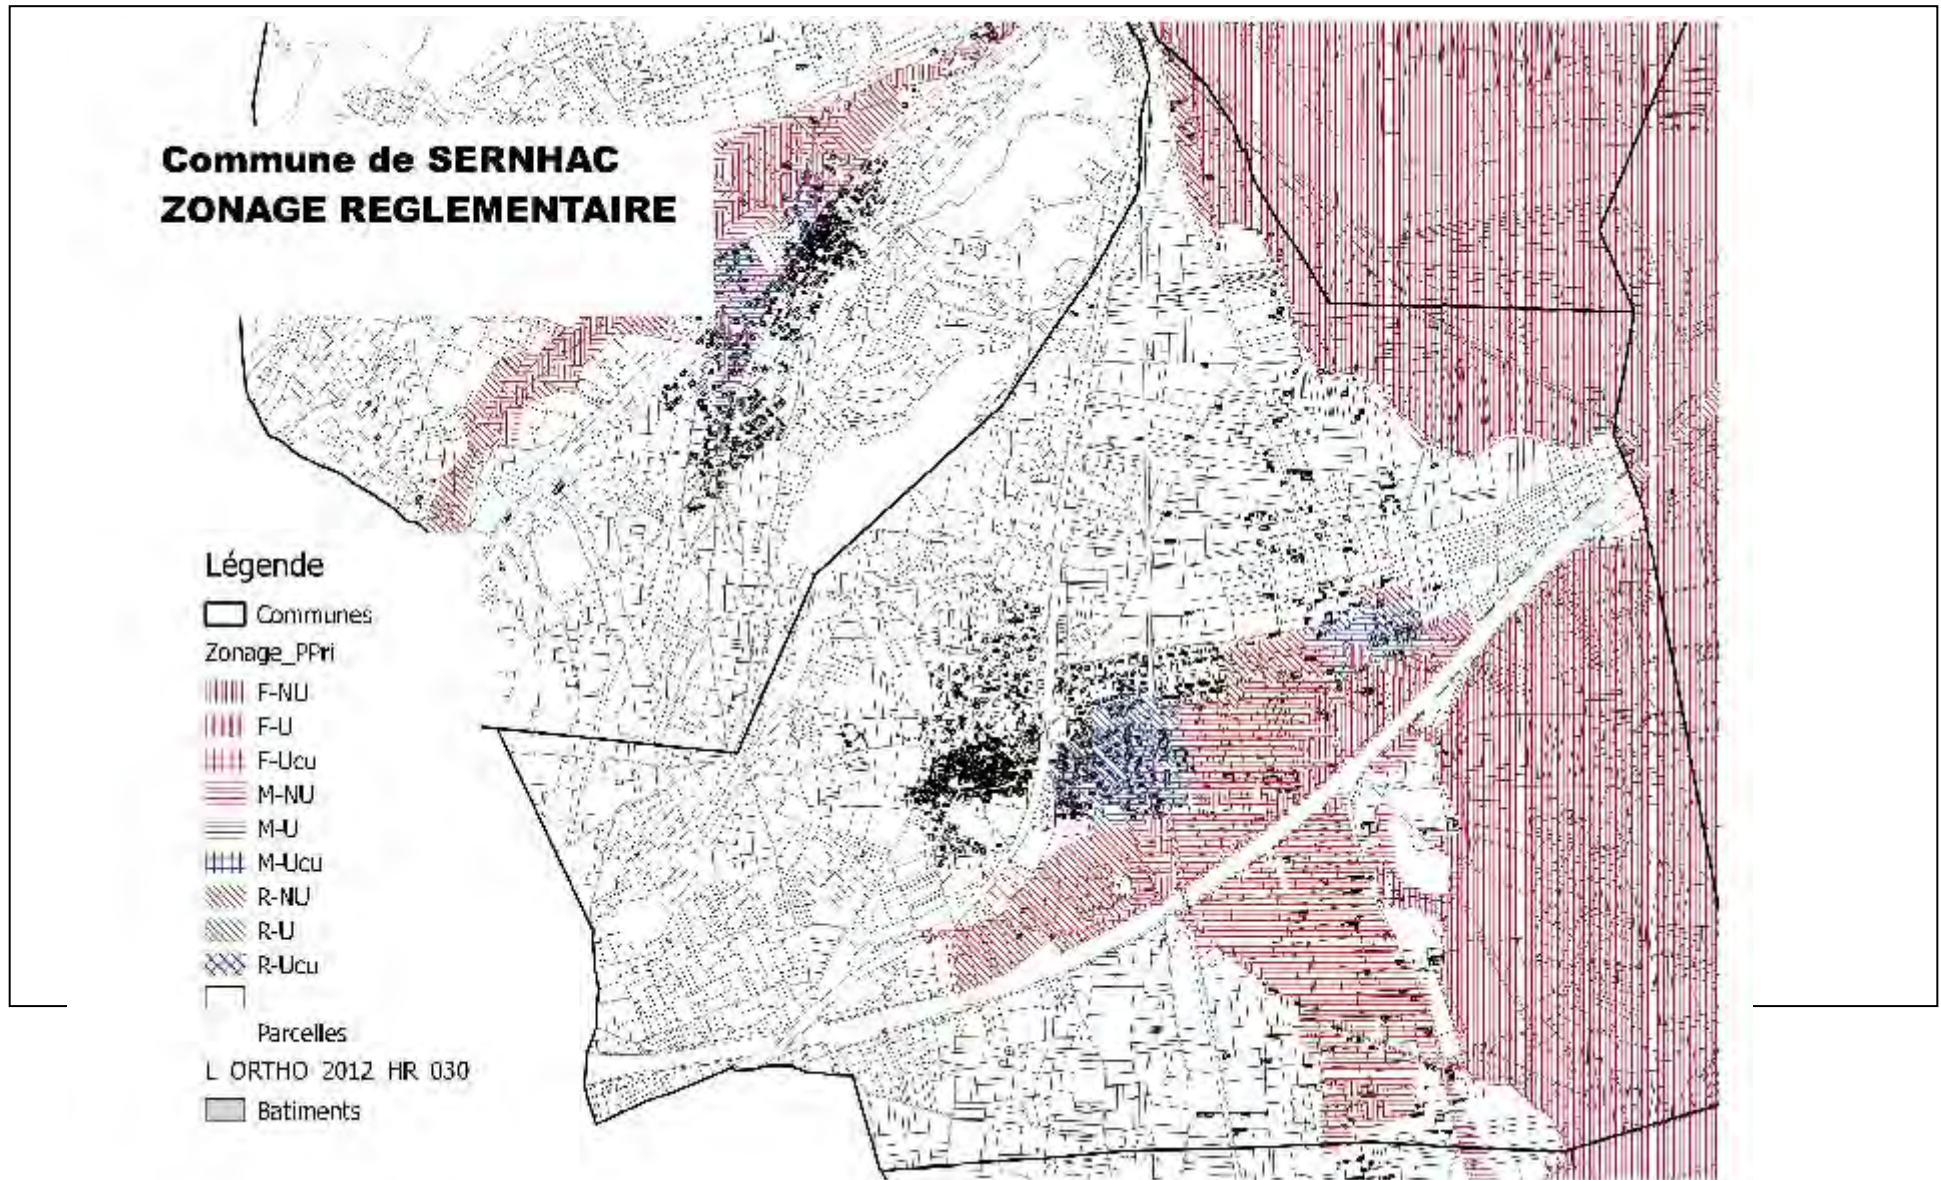 Commune de SERNHAC
ZONAGE REGLEMENTAIRE
Légende
Communes
Zonage_PPri
F-NU
F-U
F-Ucu
M-NU
M-U
M-Ucu
R-NU
R-U
R-Ucu
Parcelles
L ORTHO 2012 HR 030
Batiments